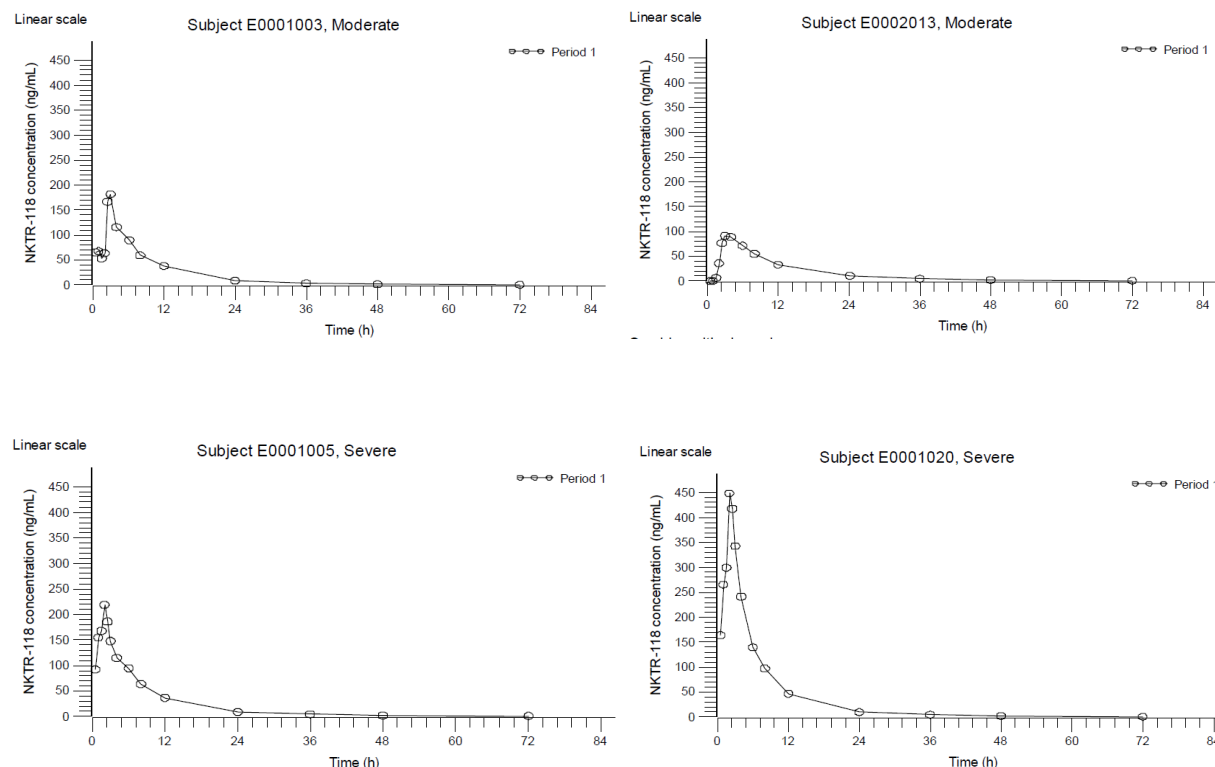 Linear scale
Subject E0001003, Moderate
Period 1
NKTR-118 concentration (ng/mL)
450
400
350
300
250
200
150
100
50
0
0 12 24 36 48 60 72 84
Time (h)
Linear scale
Subject E0002013, Moderate
Period 1
NKTR-118 concentration (ng/mL)
450
400
350
300
250
200
150
100
50
0
0 12 24 36 48 60 72 84
Time (h)
Linear scale
Subject E0001005, Severe
Period 1
NKTR-118 concentration (ng/mL)
450
400
350
300
250
200
150
100
50
0
0 12 24 36 48 60 72 84
Time (h)
Linear scale
Subject E0001020, Severe
Period 1
NKTR-118 concentration (ng/mL)
450
400
350
300
250
200
150
100
50
0
0 12 24 36 48 60 72 84
Time (h)